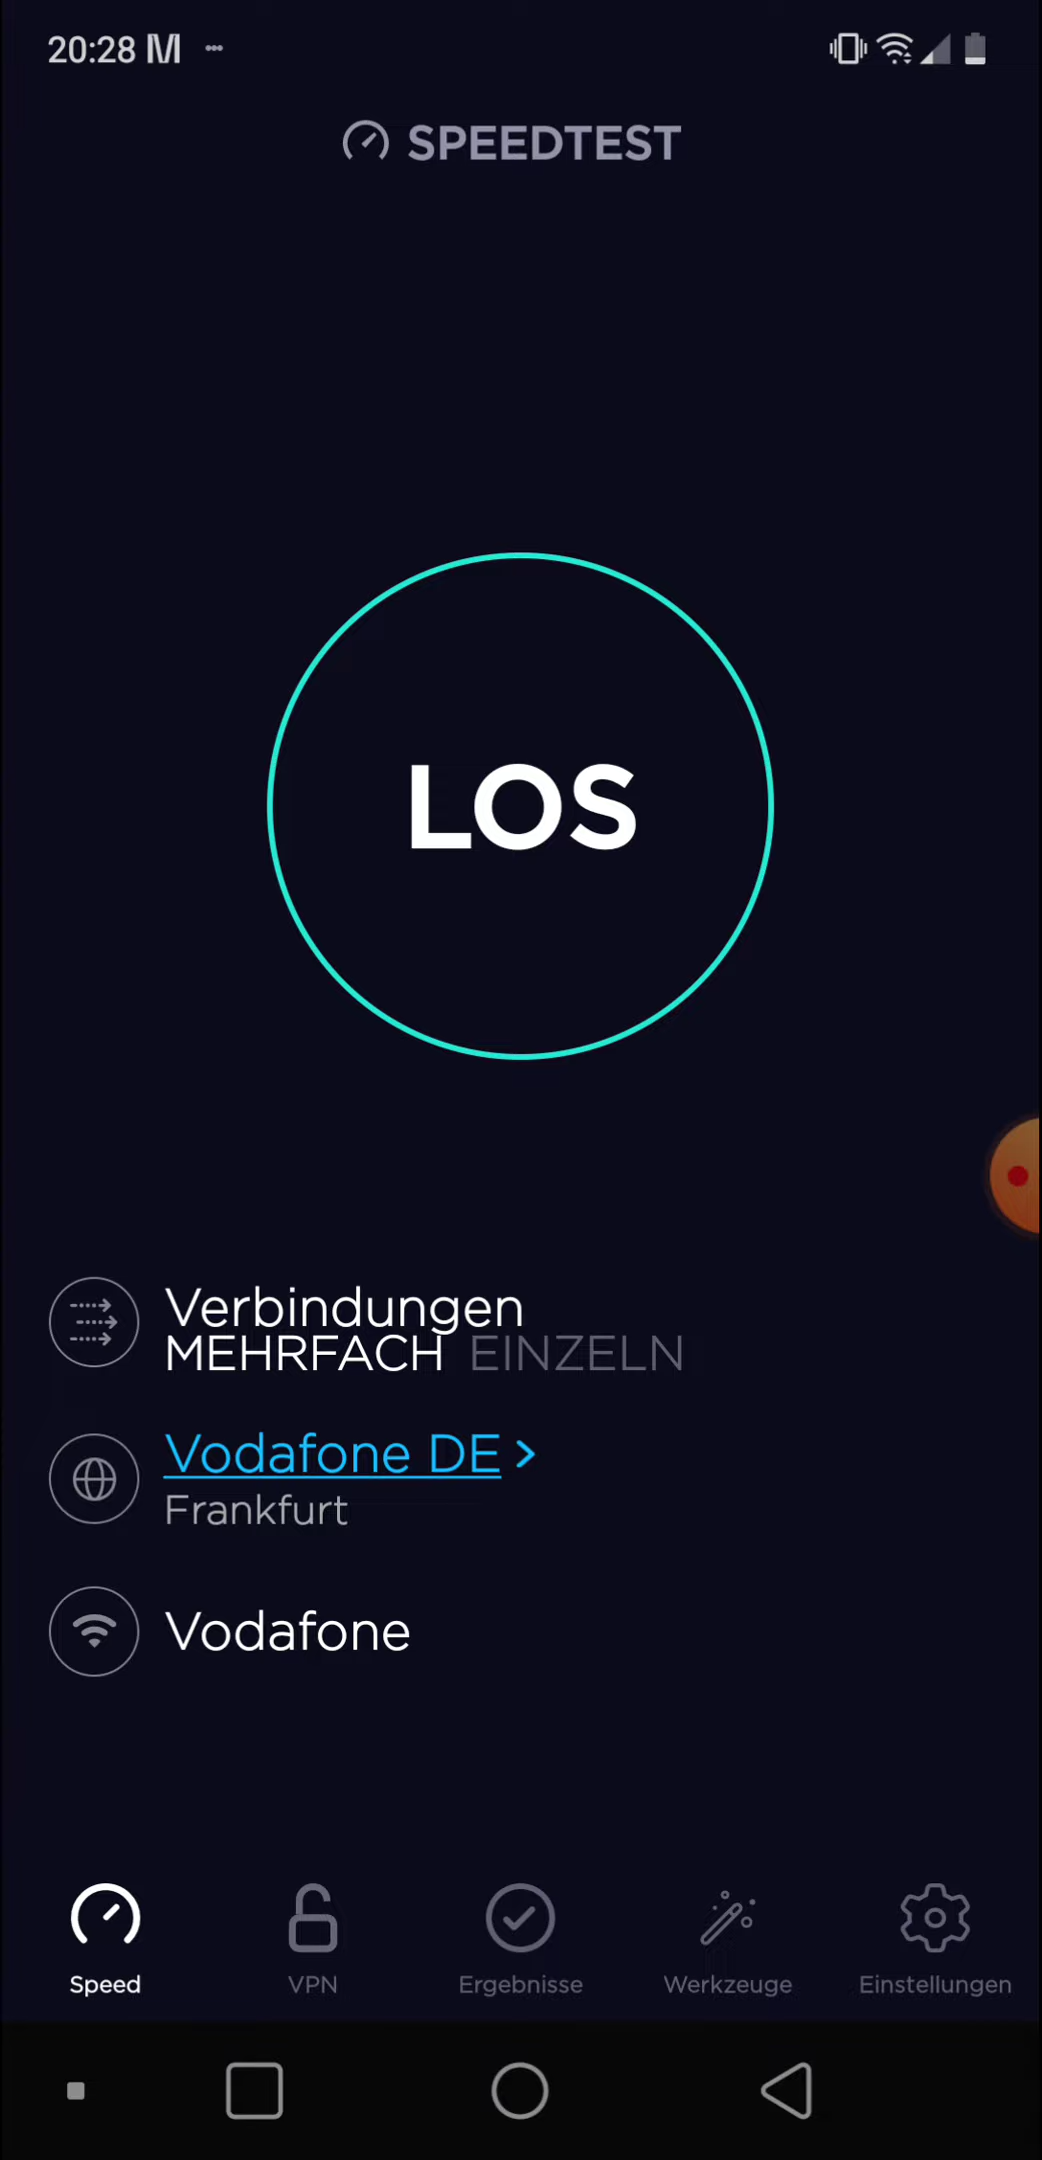 20:28
SPEEDTEST
LOS
Verbindungen
MEHRFACH EINZELN
Vodafone DE >
Frankfurt
Vodafone
Speed VPN Ergebnisse Werkzeuge Einstellungen